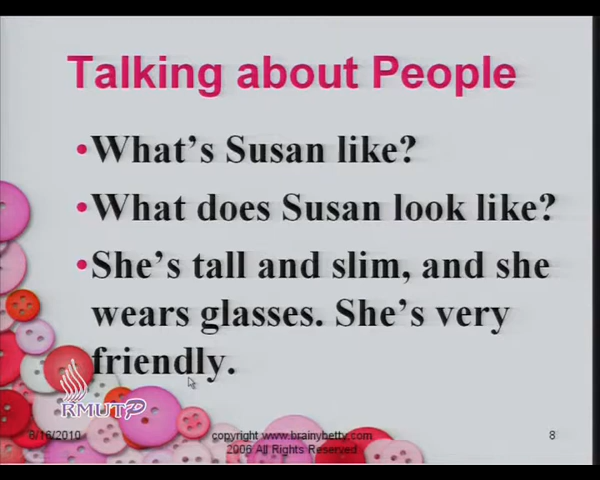 Talking about People
•What's Susan like?
•What does Susan look like?
•She's tall and slim, and she
wears glasses. She's very
friendly.
RMUTP
8/16/2010
copyright www.brainybetty.com
2006 All Rights Reserved
8